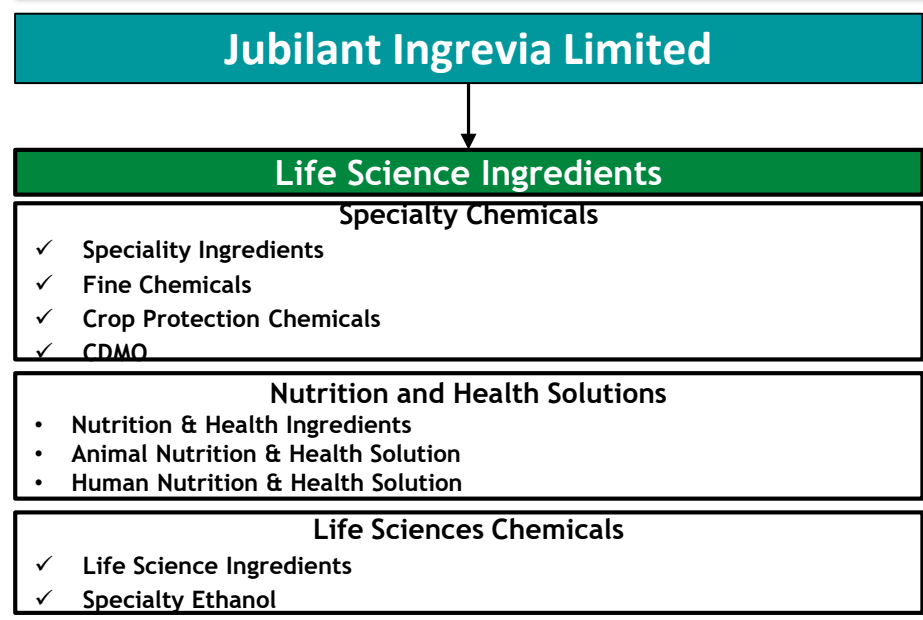 Jubilant Ingrevia Limited
Life Science Ingredients
Specialty Chemicals
✓ Speciality Ingredients
✓ Fine Chemicals
✓ Crop Protection Chemicals
✓ CDMO
Nutrition and Health Solutions
• Nutrition & Health Ingredients
• Animal Nutrition & Health Solution
• Human Nutrition & Health Solution
Life Sciences Chemicals
✓ Life Science Ingredients
✓ Specialty Ethanol